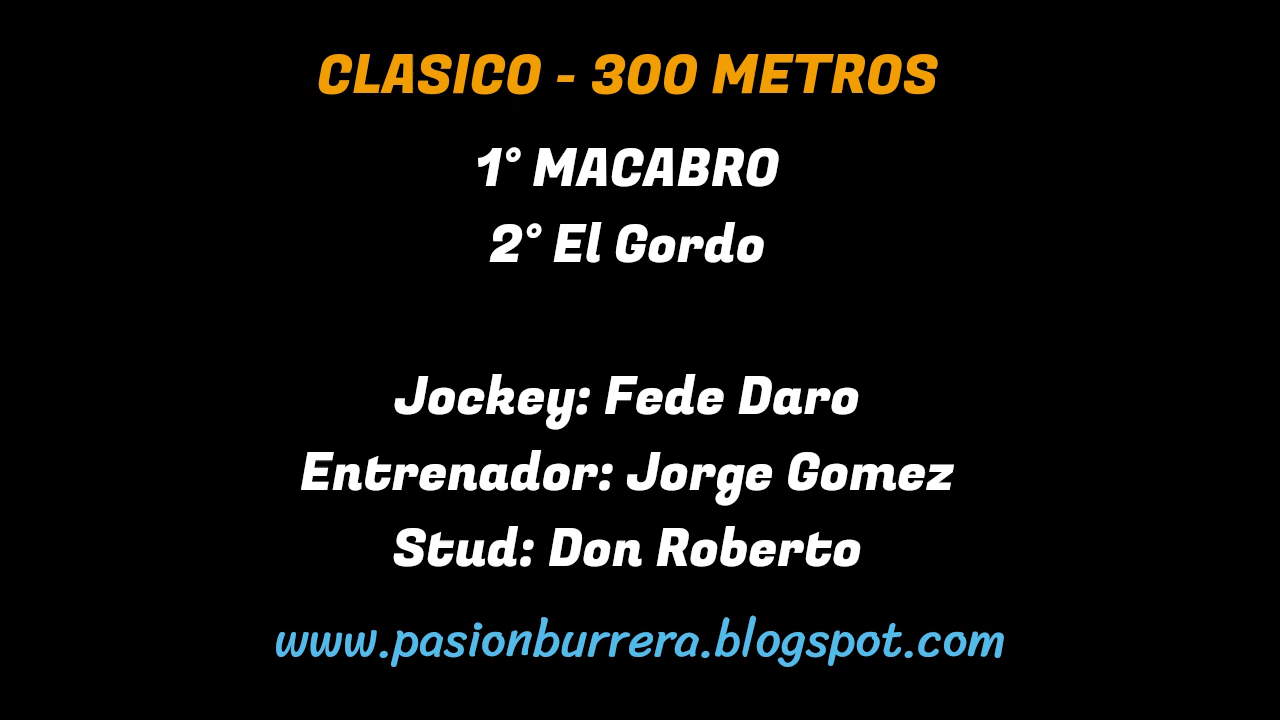 CLASICO - 300 METROS
1° MACABRO
2° El Gordo
Jockey: Fede Daro
Entrenador: Jorge Gomez
Stud: Don Roberto
www.pasionburrera.blogspot.com